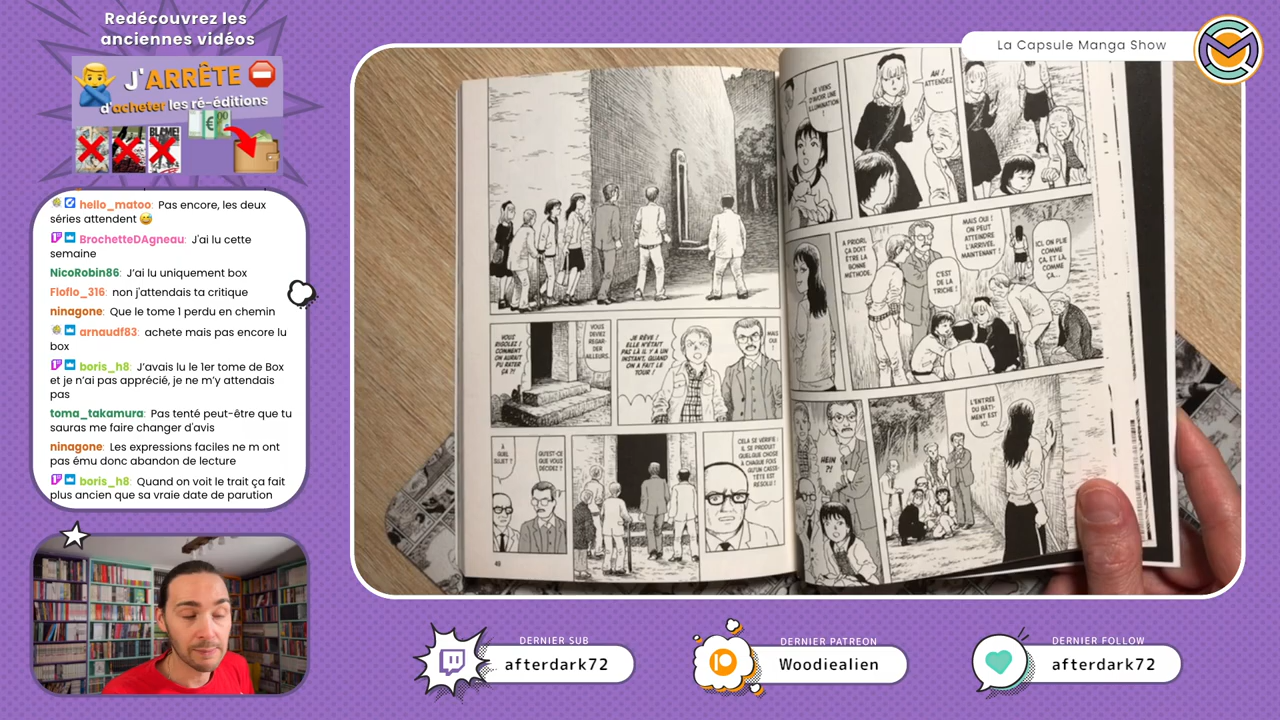 Redécouvrez les
anciennes vidéos
J'ARRÊTE
d'acheter les ré-éditions
BLAME!
hello_matoo: Pas encore, les deux
séries attendent 😅
BrochetteDAgneau: J'ai lu cette
semaine
NicoRobin86: J'ai lu uniquement box
Floflo_316: non j'attendais ta critique
ninagone: Que le tome 1 perdu en chemin
arnaudf83: achete mais pas encore lu
box
boris_h8: J'avais lu le 1er tome de Box
et je n'ai pas apprécié, je ne m'y attendais
pas
toma_takamura: Pas tenté peut-être que tu
sauras me faire changer d'avis
ninagone: Les expressions faciles ne m ont
pas ému donc abandon de lecture
boris_h8: Quand on voit le trait ça fait
plus ancien que sa vraie date de parution
La Capsule Manga Show
VOUS
RIGOLEZ !
COMMENT
ON AURAIT
PU RATER
ÇA ?!
VOUS
DEVIEZ
REGAR-
DER
AILLEURS.
JE RÊVE !
ELLE N'ÉTAIT
PAS LÀ IL Y A UN
INSTANT, QUAND
ON A FAIT LE
TOUR !
MAIS
OUI !
À
QUEL
SUJET ?
QU'EST-CE
QUE VOUS
DÉCIDEZ ?
CELA SE VÉRIFIE :
IL SE PRODUIT
QUELQUE CHOSE
À CHAQUE FOIS
QU'UN CASSE-
TÊTE EST
RÉSOLU !
JE VIENS
D'AVOIR UNE
ILLUMINATION
!
AH !
ATTENDEZ
...
A PRIORI,
ÇA DOIT
ÊTRE LA
BONNE
MÉTHODE.
C'EST
DE LA
TRICHE !
MAIS OUI !
ON PEUT
ATTEINDRE
L'ARRIVÉE,
MAINTENANT !
ICI, ON PLIE
COMME
ÇA, ET LÀ,
COMME
ÇA...
HEIN
?!
L'ENTRÉE
DU BÂTI-
MENT EST
ICI.
DERNIER SUB
afterdark72
DERNIER PATREON
Woodiealien
DERNIER FOLLOW
afterdark72